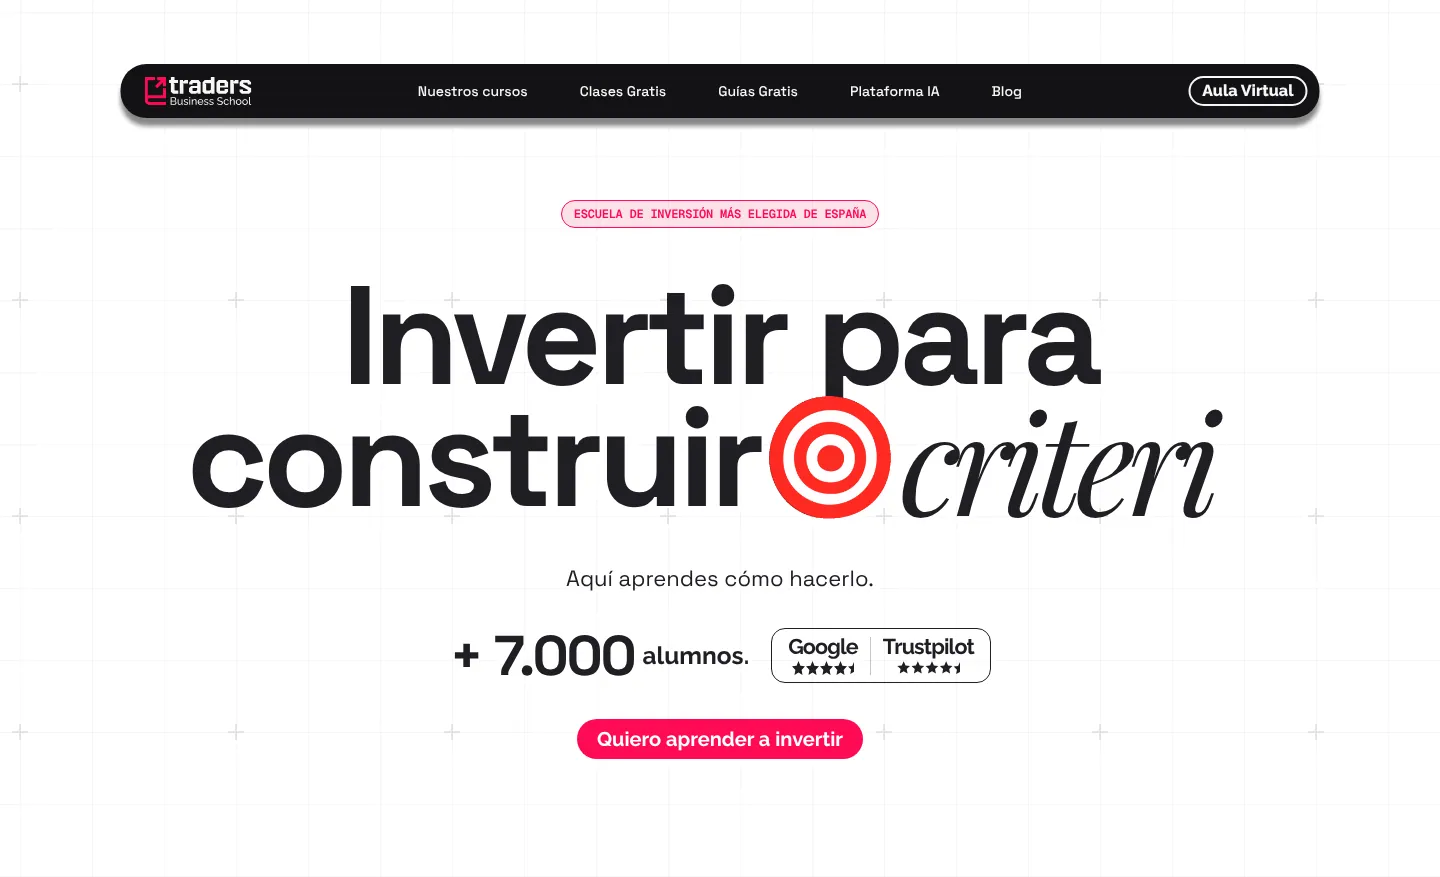 traders
Business School
Nuestros cursos
Clases Gratis
Guías Gratis
Plataforma IA
Blog
Aula Virtual
ESCUELA DE INVERSIÓN MÁS ELEGIDA DE ESPAÑA
Invertir para
construir criteri
Aquí aprendes cómo hacerlo.
+ 7.000 alumnos.
Google
Trustpilot
Quiero aprender a invertir